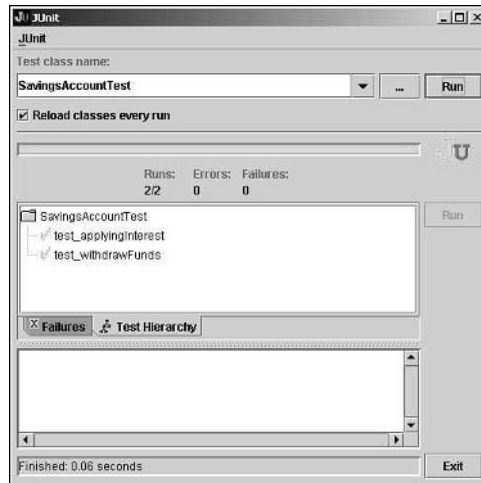 JUnit
JUnit
Test class name:
SavingsAccountTest
...
Run
Reload classes every run
Runs: Errors: Failures:
2/2 0 0
SavingsAccountTest
Run
test_applyingInterest
test_withdrawFunds
Failures Test Hierarchy
Finished: 0.06 seconds
Exit